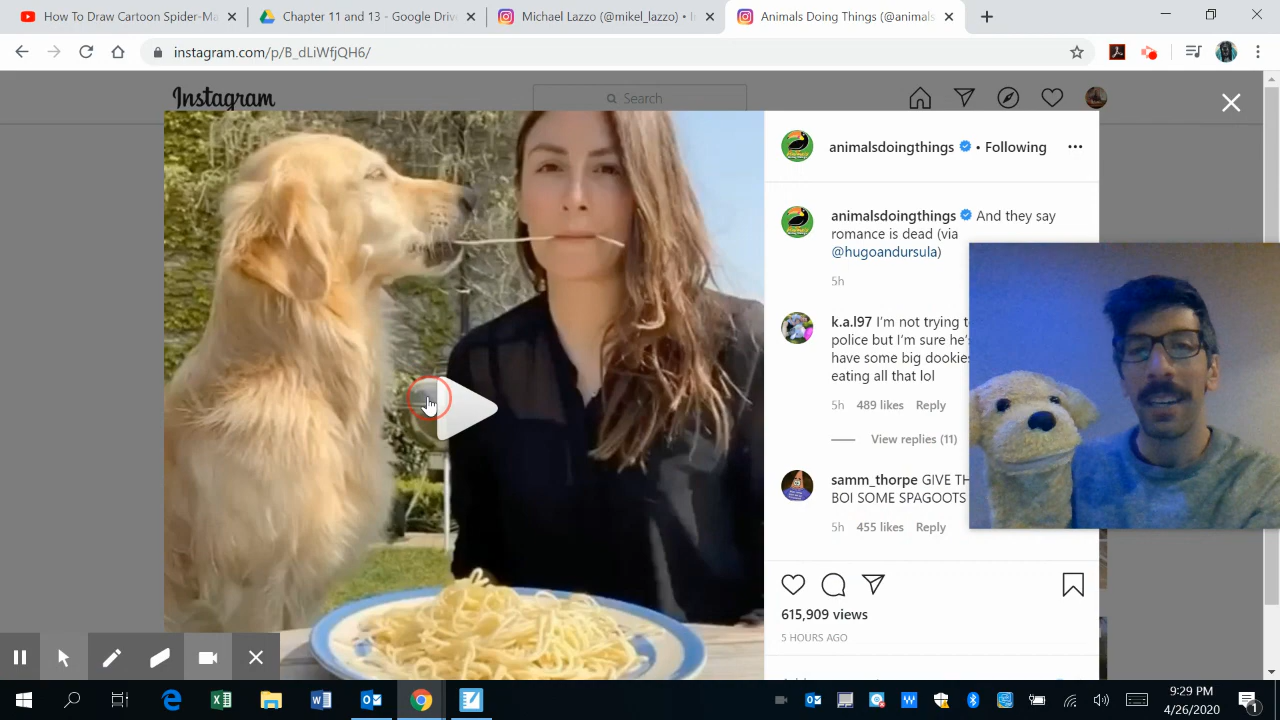 How To Draw Cartoon Spider-Ma
Chapter 11 and 13 - Google Drive
Michael Lazzo (@mikel_lazzo) • I
Animals Doing Things (@animals
instagram.com/p/B_dLiWfjQH6/
Instagram
Search
animalsdoingthings • Following
animalsdoingthings And they say
romance is dead (via
@hugoandursula)
5h
k.a.l97 I'm not trying t
police but I'm sure he's
have some big dookies
eating all that lol
5h 489 likes Reply
View replies (11)
samm_thorpe GIVE TH
BOI SOME SPAGOOTS
5h 455 likes Reply
615,909 views
5 HOURS AGO
9:29 PM
4/26/2020
1